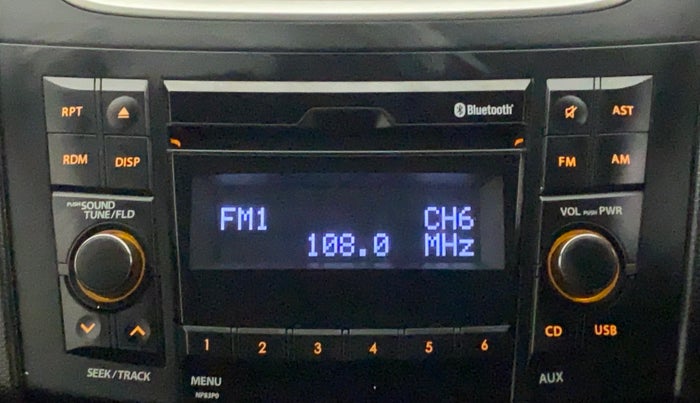 Bluetooth®
RPT
AST
RDM DISP
FM AM
PUSH SOUND
TUNE/FLD
VOL PUSH PWR
FM1 CH6
108.0 MHz
CD USB
1 2 3 4 5 6
SEEK/TRACK
MENU
AUX